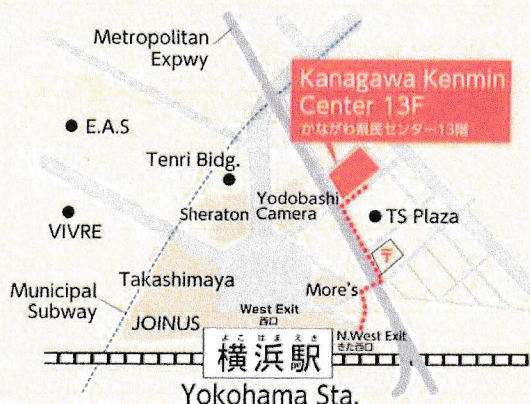 Metropolitan
Expwy
Kanagawa Kenmin
Center 13F
かながわ県民センター13階
E.A.S
Tenri Bidg.
Yodobashi
Camera
Sheraton
TS Plaza
VIVRE
〒
Takashimaya
More's
Municipal
Subway
JOINUS
West Exit
西口
N.West Exit
きた西口
よこはまえき
横浜駅
Yokohama Sta.